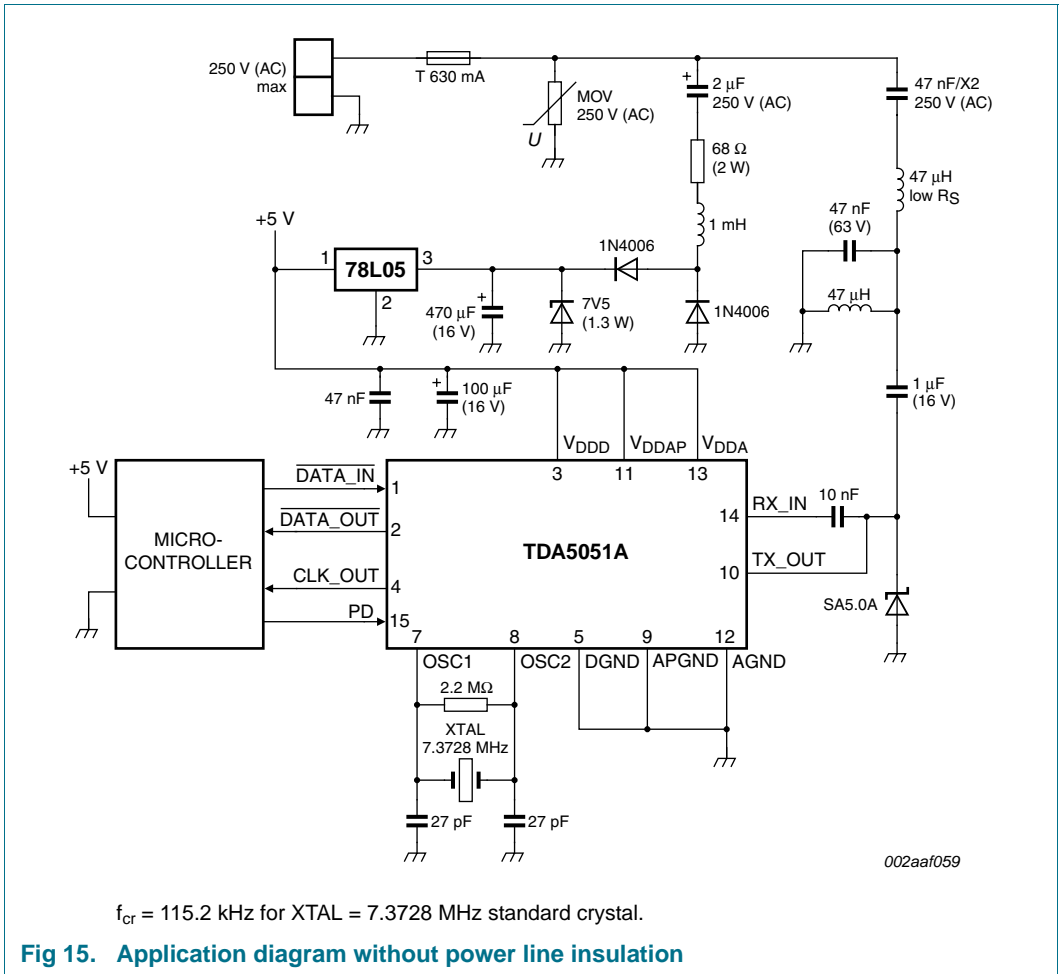 250 V (AC)
max
T 630 mA
MOV
250 V (AC)
U
+
2 μF
250 V (AC)
68 Ω
(2 W)
1 mH
47 nF/X2
250 V (AC)
47 μH
low RS
47 nF
(63 V)
47 μH
+5 V
1
78L05
3
2
1N4006
+
470 μF
(16 V)
7V5
(1.3 W)
1N4006
47 nF
+
100 μF
(16 V)
1 μF
(16 V)
VDDD
VDDAP
VDDA
3
11
13
+5 V
MICRO-
CONTROLLER
DATA_IN
1
DATA_OUT
2
CLK_OUT
4
PD
15
TDA5051A
14
RX_IN
10 nF
10
TX_OUT
SA5.0A
7
8
5
9
12
OSC1
OSC2
DGND
APGND
AGND
2.2 MΩ
XTAL
7.3728 MHz
27 pF
27 pF
002aaf059
fcr = 115.2 kHz for XTAL = 7.3728 MHz standard crystal.
Fig 15. Application diagram without power line insulation